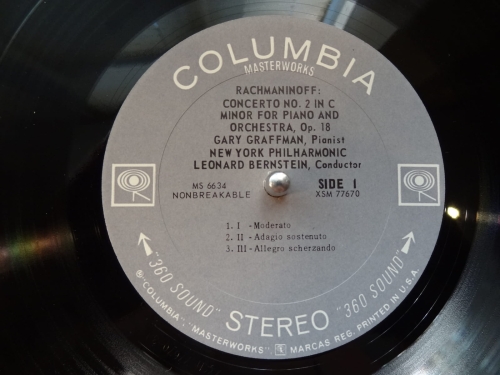 COLUMBIA
MASTERWORKS
RACHMANINOFF:
CONCERTO NO. 2 IN C
MINOR FOR PIANO AND
ORCHESTRA, Op. 18
GARY GRAFFMAN, Pianist
NEW YORK PHILHARMONIC
LEONARD BERNSTEIN, Conductor
MS 6634
NONBREAKABLE
SIDE 1
XSM 77670
1. I - Moderato
2. II - Adagio sostenuto
3. III - Allegro scherzando
"360 SOUND" STEREO "360 SOUND"
℗ "COLUMBIA", "MASTERWORKS", MARCAS REG. PRINTED IN U.S.A.